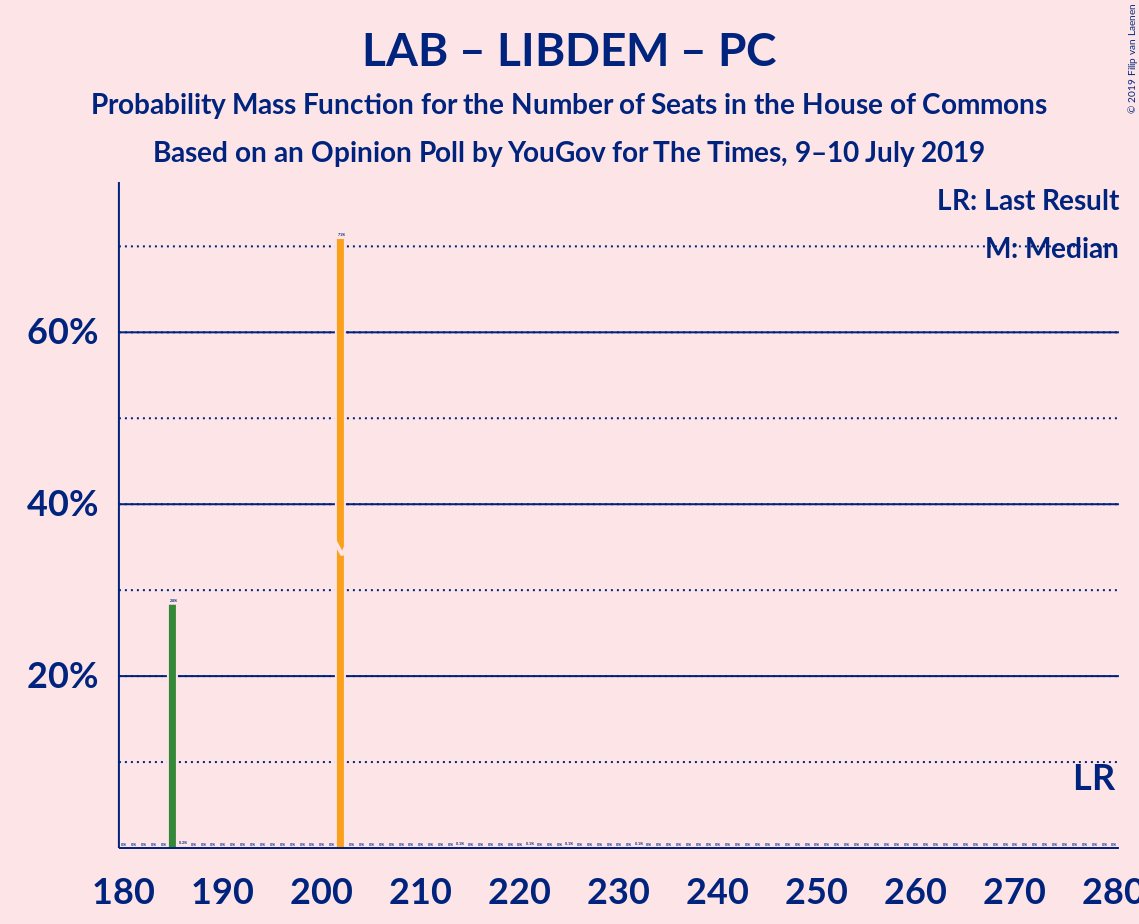 LAB – LIBDEM – PC
Probability Mass Function for the Number of Seats in the House of Commons
Based on an Opinion Poll by YouGov for The Times, 9–10 July 2019
© 2019 Filip van Laenen
LR: Last Result
M: Median
71%
60%
40%
M
28%
20%
LR
180 190 200 210 220 230 240 250 260 270 280